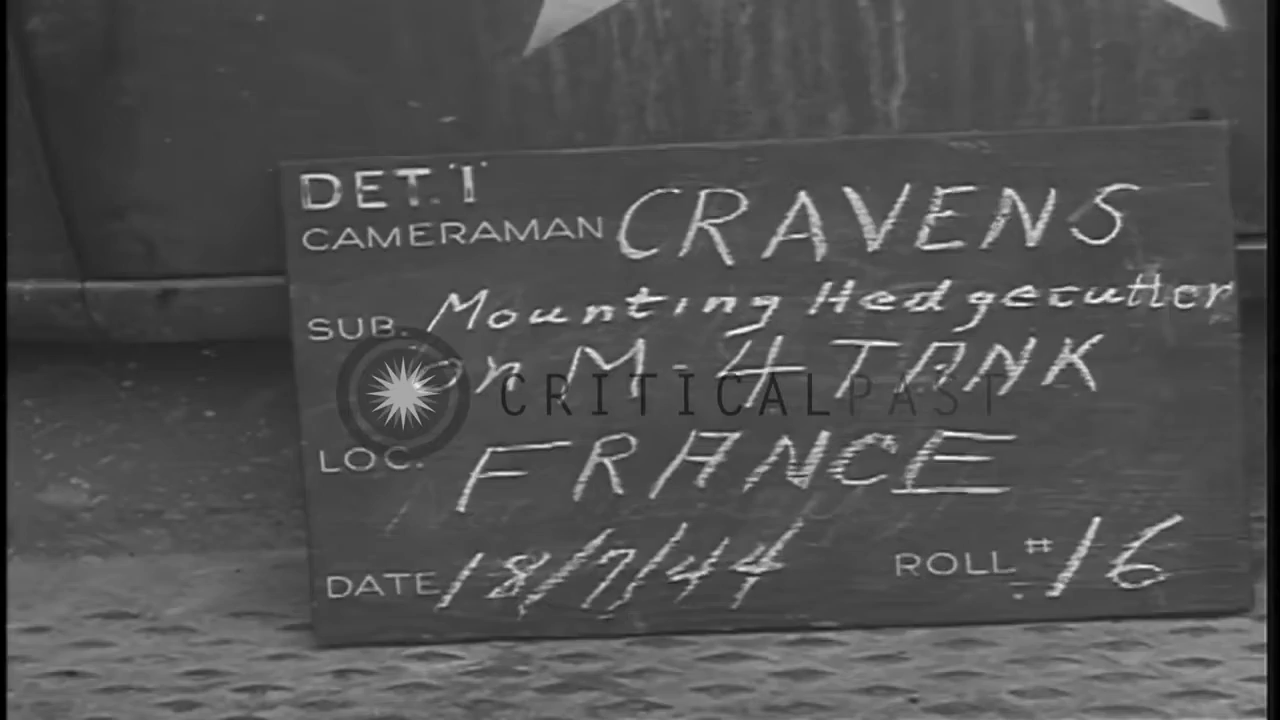 DET. 1
CAMERAMAN CRAVENS
SUB. Mounting Hedgecutter
on M-4 TANK
CRITICALPAST
LOC. FRANCE
DATE 18/7/44 ROLL #16